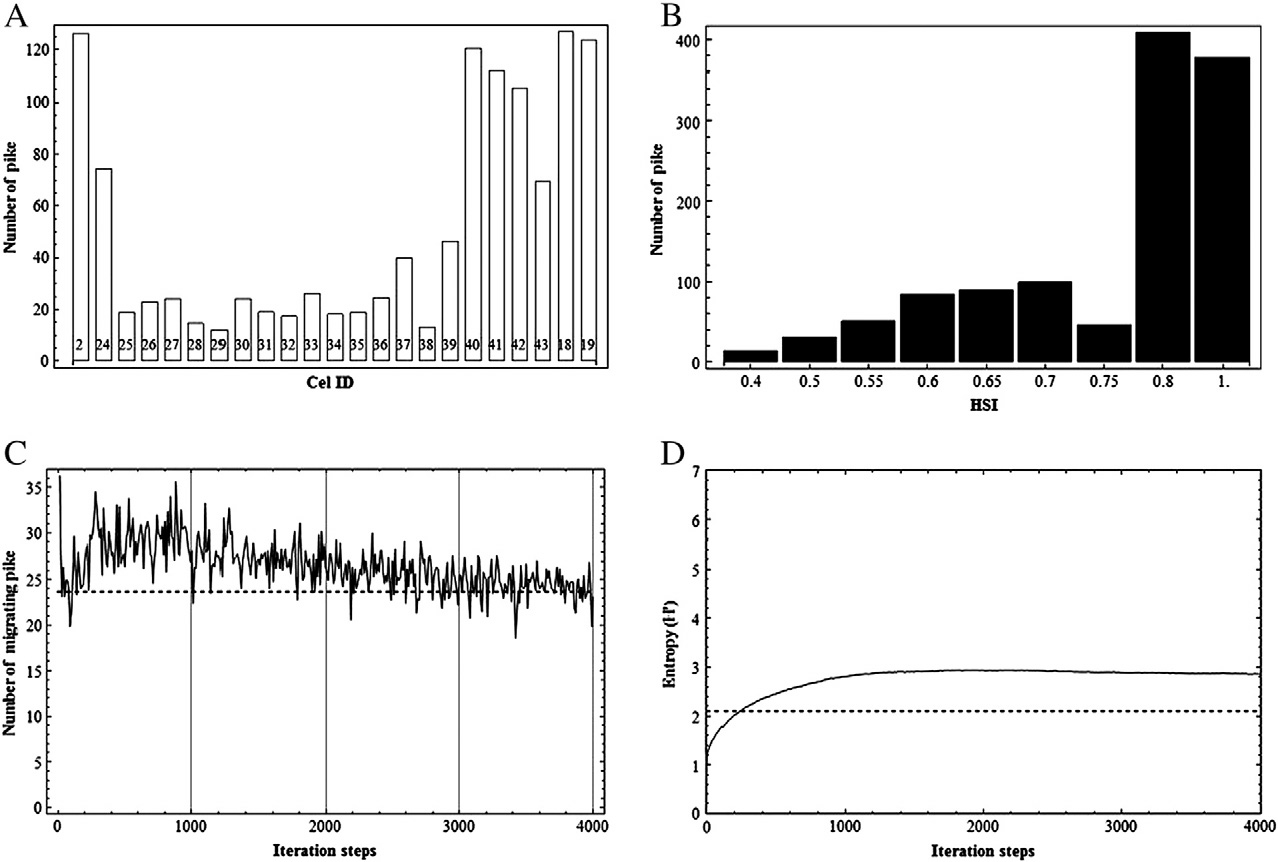 A
Number of pike
120
100
80
60
40
20
0
2 24 25 26 27 28 29 30 31 32 33 34 35 36 37 38 39 40 41 42 43 18 19
Cel ID
B
Number of pike
400
300
200
100
0
0.4 0.5 0.55 0.6 0.65 0.7 0.75 0.8 1.
HSI
C
Number of migrating pike
35
30
25
20
15
10
5
0
0 1000 2000 3000 4000
Iteration steps
D
Entropy (H')
7
6
5
4
3
2
1
0
0 1000 2000 3000 4000
Iteration steps